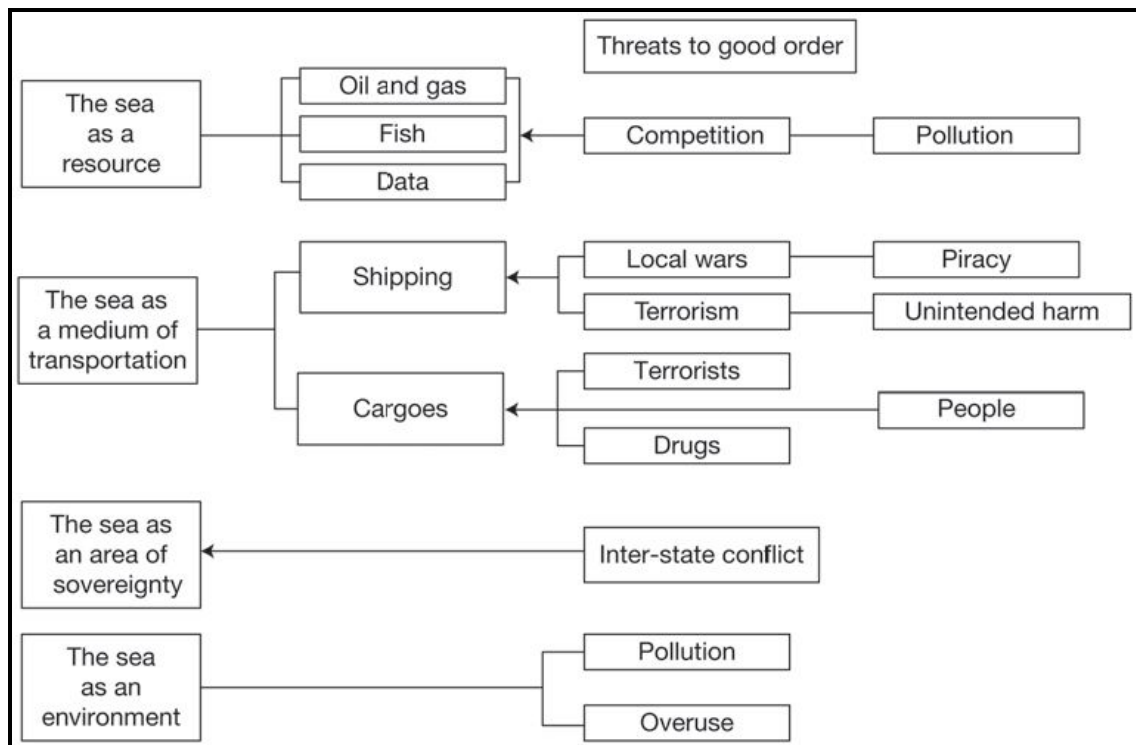 Threats to good order
The sea
as a
resource
Oil and gas
Fish
Data
Competition
Pollution
The sea as
a medium of
transportation
Shipping
Local wars
Piracy
Terrorism
Unintended harm
Cargoes
Terrorists
People
Drugs
The sea as
an area of
sovereignty
Inter-state conflict
The sea
as an
environment
Pollution
Overuse